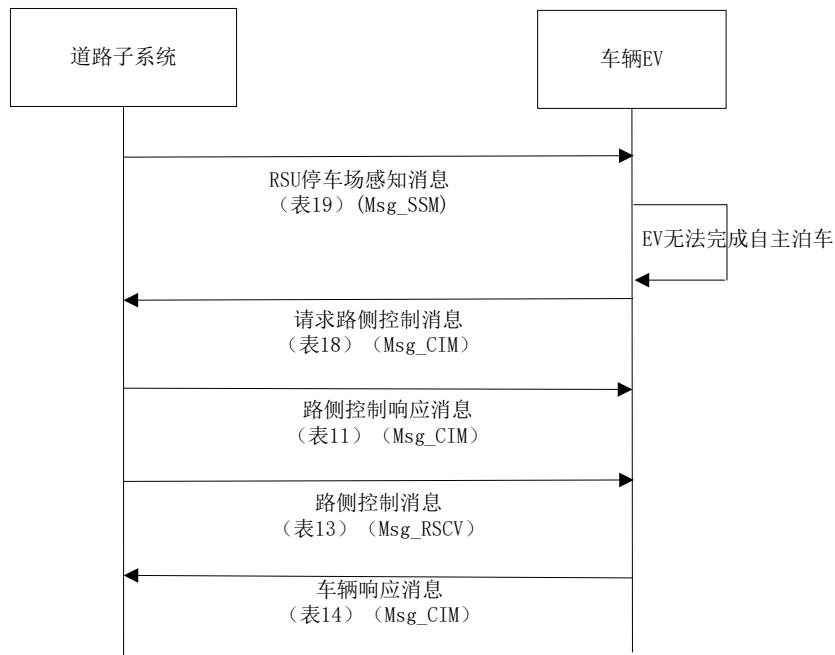 道路子系统
车辆EV
RSU停车场感知消息
（表19）(Msg_SSM)
EV无法完成自主泊车
请求路侧控制消息
（表18）（Msg_CIM）
路侧控制响应消息
（表11）（Msg_CIM）
路侧控制消息
（表13）（Msg_RSCV）
车辆响应消息
（表14）（Msg_CIM）